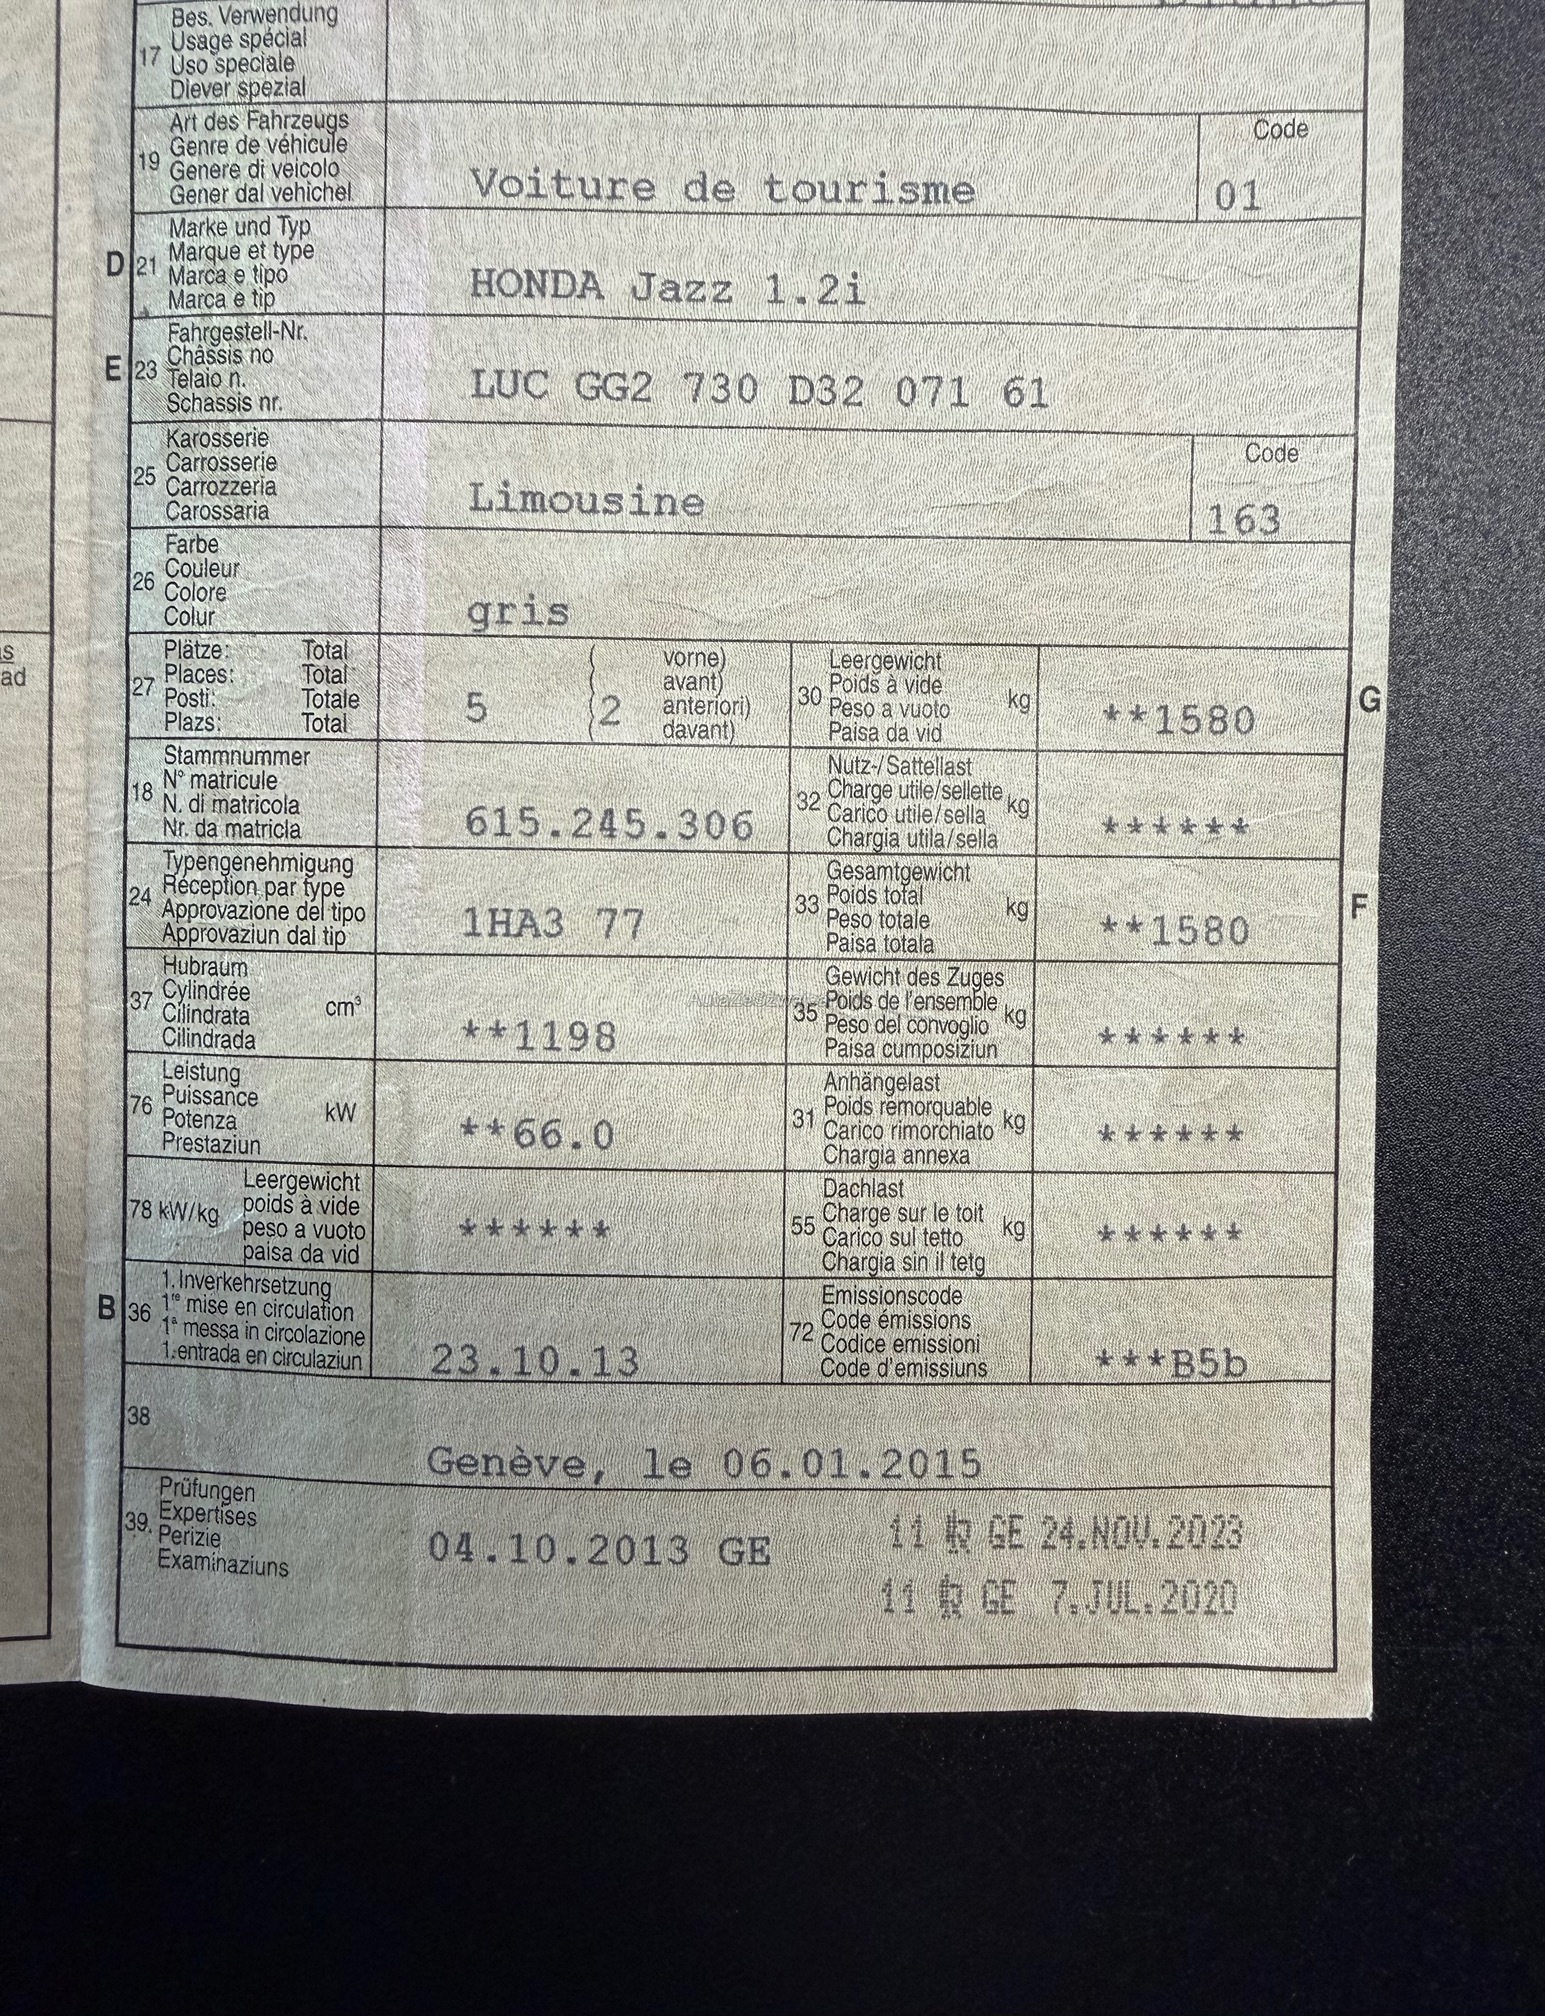 Bes. Verwendung
17 Usage spécial
Uso speciale
Diever spezial
Art des Fahrzeugs
19 Genre de véhicule
Genere di veicolo
Gener dal vehichel
Voiture de tourisme
Code
01
Marke und Typ
D 21 Marque et type
Marca e tipo
Marca e tip
HONDA Jazz 1.2i
Fahrgestell-Nr.
E 23 Châssis no
Telaio n.
Schassis nr.
LUC GG2 730 D32 071 61
Karosserie
25 Carrosserie
Carrozzeria
Carossaria
Limousine
Code
163
Farbe
26 Couleur
Colore
Colur
gris
s
ad
Plätze: Total
27 Places: Total
Posti: Totale
Plazs: Total
5 (2
vorne)
avant)
anteriori)
davant)
Leergewicht
30 Poids à vide kg
Peso a vuoto
Paisa da vid
**1580
G
Stammnummer
18 N° matricule
N. di matricola
Nr. da matricla
615.245.306
Nutz-/Sattellast
32 Charge utile/sellette kg
Carico utile/sella
Chargia utila/sella
******
Typengenehmigung
24 Réception par type
Approvazione del tipo
Approvaziun dal tip
1HA3 77
Gesamtgewicht
33 Poids total kg
Peso totale
Paisa totala
**1580
F
Hubraum
37 Cylindrée cm³
Cilindrata
Cilindrada
**1198
Gewicht des Zuges
35 Poids de l'ensemble kg
Peso del convoglio
Paisa cumposiziun
******
Leistung
76 Puissance kW
Potenza
Prestaziun
**66.0
Anhängelast
31 Poids remorquable kg
Carico rimorchiato
Chargia annexa
******
Leergewicht
78 kW/kg poids à vide
peso a vuoto
paisa da vid
******
Dachlast
55 Charge sur le toit kg
Carico sul tetto
Chargia sin il tetg
******
1. Inverkehrsetzung
B 36 1re mise en circulation
1a messa in circolazione
1. entrada en circulaziun
23.10.13
Emissionscode
72 Code émissions
Codice emissioni
Code d'emissiuns
***B5b
38
Genève, le 06.01.2015
Prüfungen
39. Expertises
Perizie
Examinaziuns
04.10.2013 GE
11 GE 24.NOV.2023
11 GE 7.JUL.2020